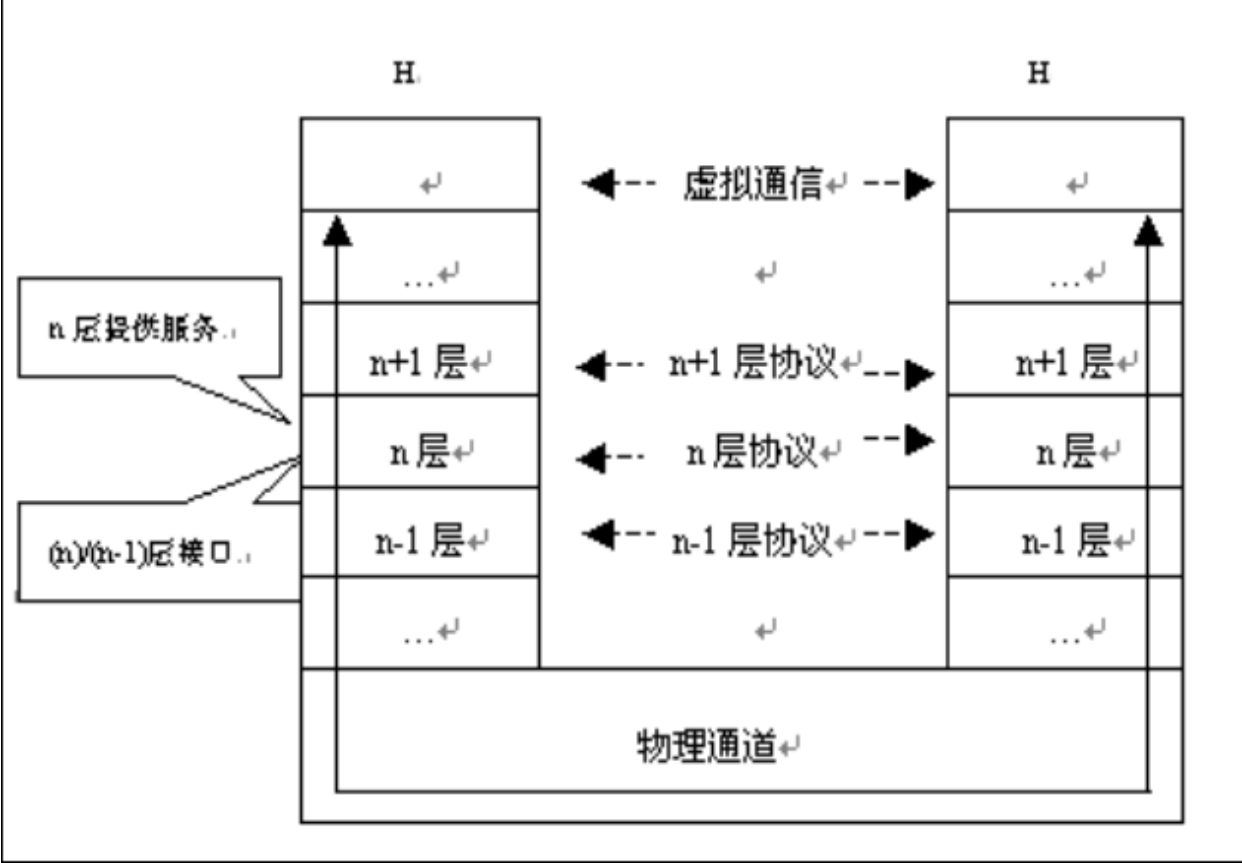 H H
虚拟通信
… …
n 层提供服务
n+1 层 n+1 层协议 n+1 层
n 层 n 层协议 n 层
(n)/(n-1)层接口
n-1 层 n-1 层协议 n-1 层
… …
物理通道